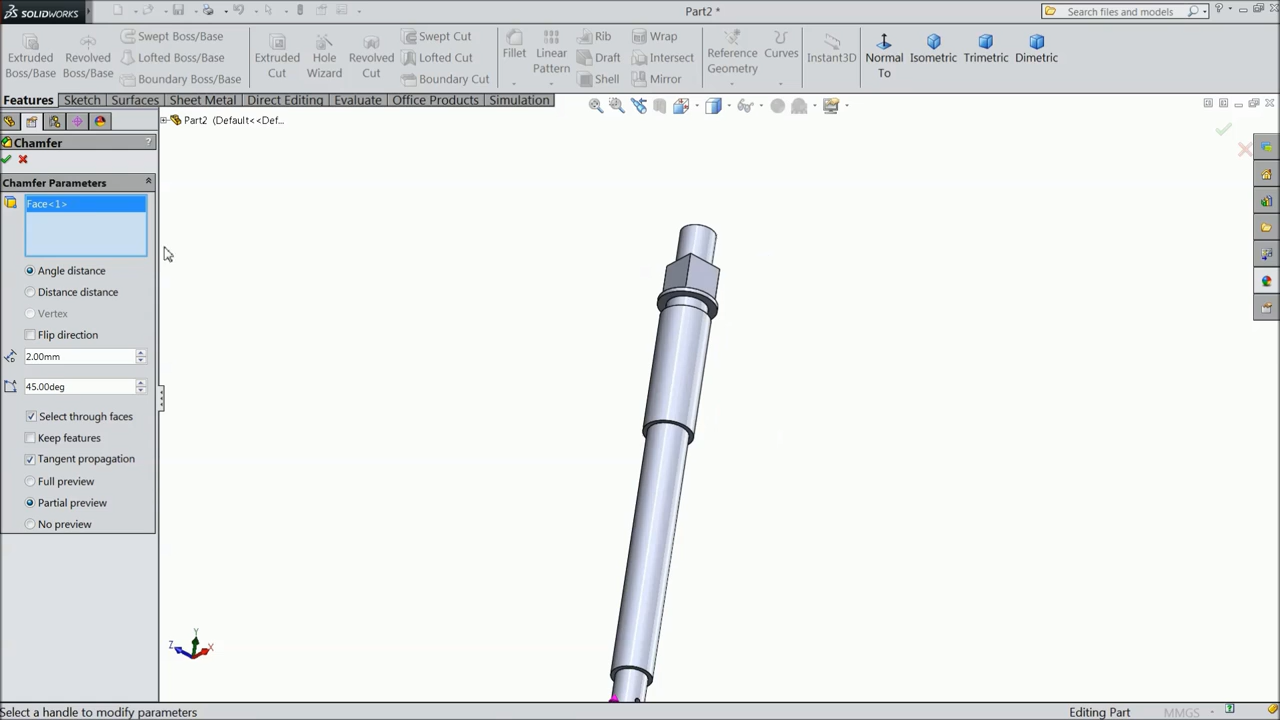 SOLIDWORKS
Part2 *
Search files and models
Extruded Boss/Base
Revolved Boss/Base
Swept Boss/Base
Lofted Boss/Base
Boundary Boss/Base
Extruded Cut
Hole Wizard
Revolved Cut
Swept Cut
Lofted Cut
Boundary Cut
Fillet
Linear Pattern
Rib
Draft
Shell
Wrap
Intersect
Mirror
Reference Geometry
Curves
Instant3D
Normal To
Isometric
Trimetric
Dimetric
Features
Sketch
Surfaces
Sheet Metal
Direct Editing
Evaluate
Office Products
Simulation
Part2 (Default<<Def...
Chamfer
?
Chamfer Parameters
Face<1>
Angle distance
Distance distance
Vertex
Flip direction
2.00mm
45.00deg
Select through faces
Keep features
Tangent propagation
Full preview
Partial preview
No preview
Y
Z
X
Select a handle to modify parameters
Editing Part
MMGS